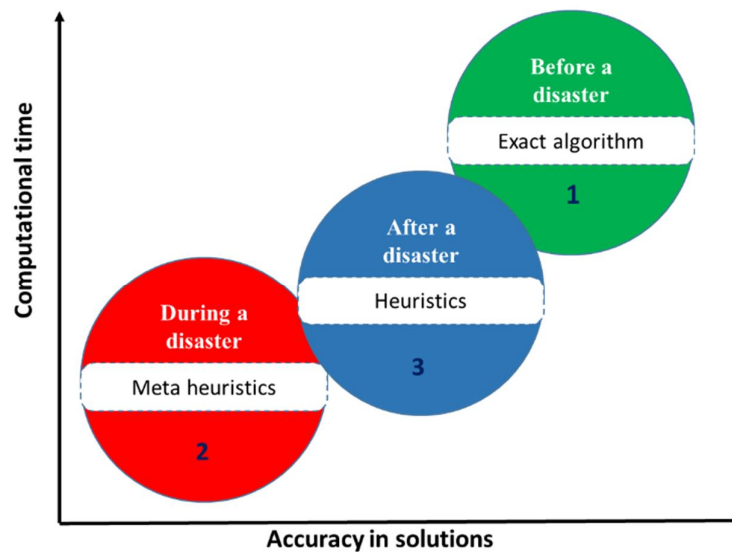 Computational time
Before a
disaster
Exact algorithm
1
After a
disaster
Heuristics
3
During a
disaster
Meta heuristics
2
Accuracy in solutions